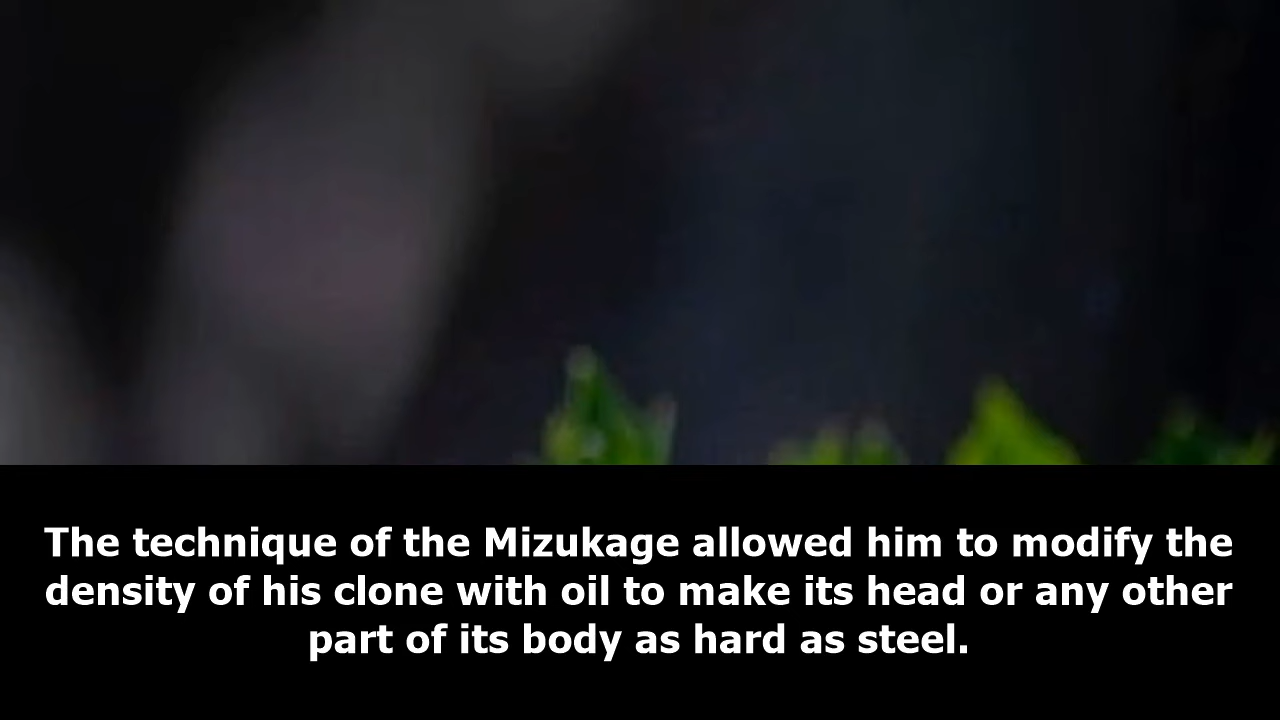 The technique of the Mizukage allowed him to modify the
density of his clone with oil to make its head or any other
part of its body as hard as steel.